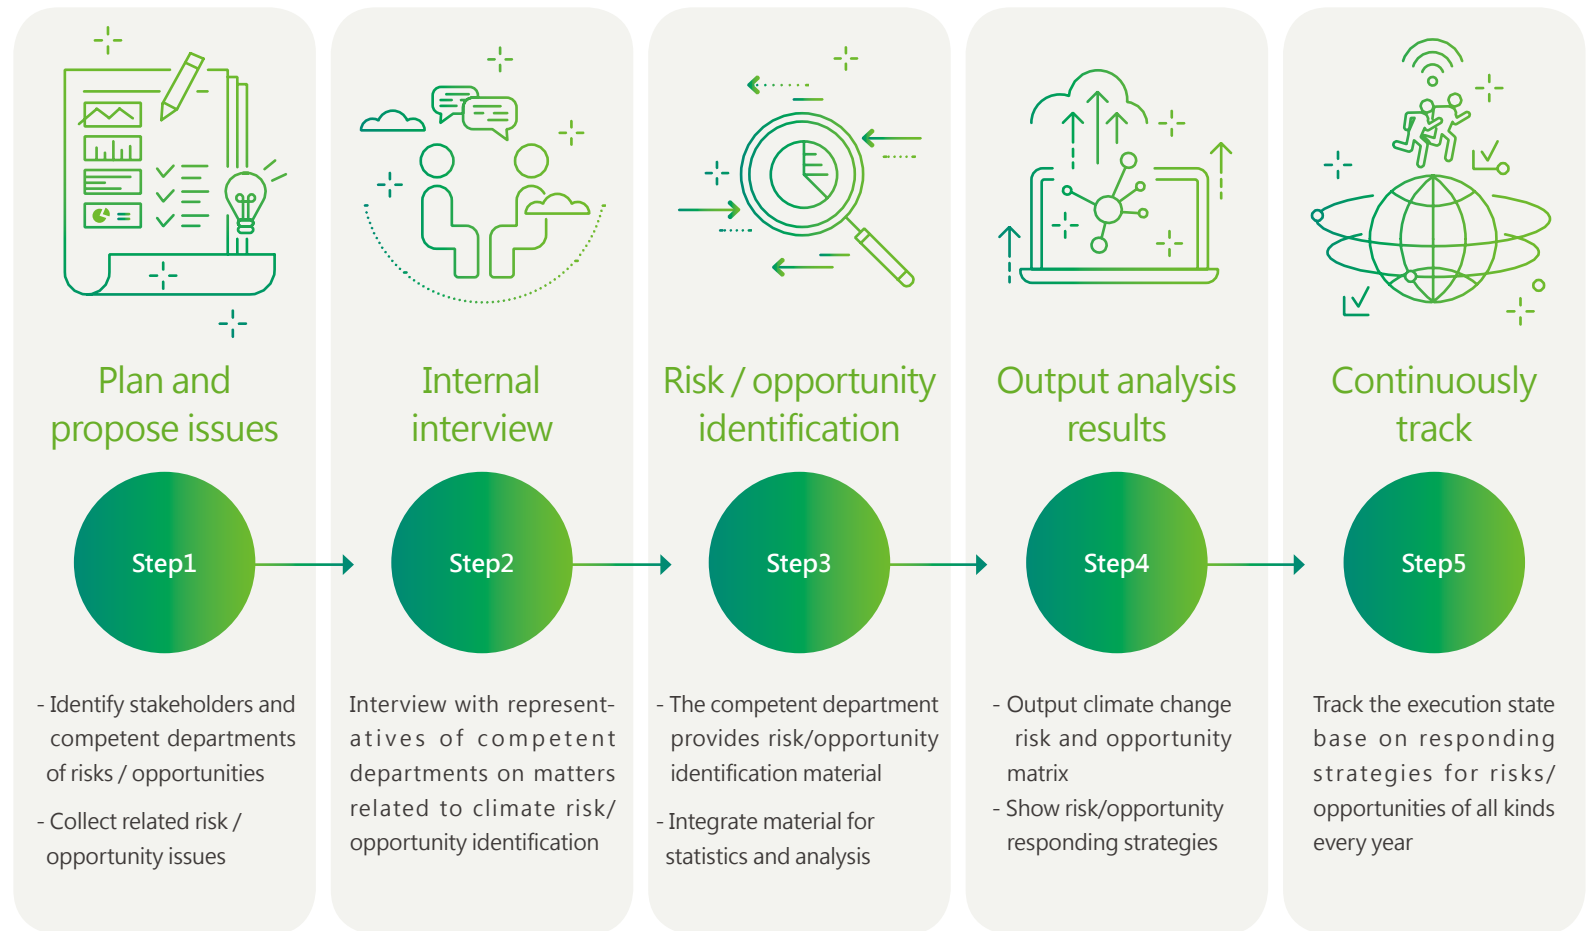 Plan and
propose issues
Step1
- Identify stakeholders and
competent departments
of risks / opportunities
- Collect related risk /
opportunity issues
Internal
interview
Step2
Interview with represent-
atives of competent
departments on matters
related to climate risk/
opportunity identification
Risk / opportunity
identification
Step3
- The competent department
provides risk/opportunity
identification material
- Integrate material for
statistics and analysis
Output analysis
results
Step4
- Output climate change
risk and opportunity
matrix
- Show risk/opportunity
responding strategies
Continuously
track
Step5
Track the execution state
base on responding
strategies for risks/
opportunities of all kinds
every year